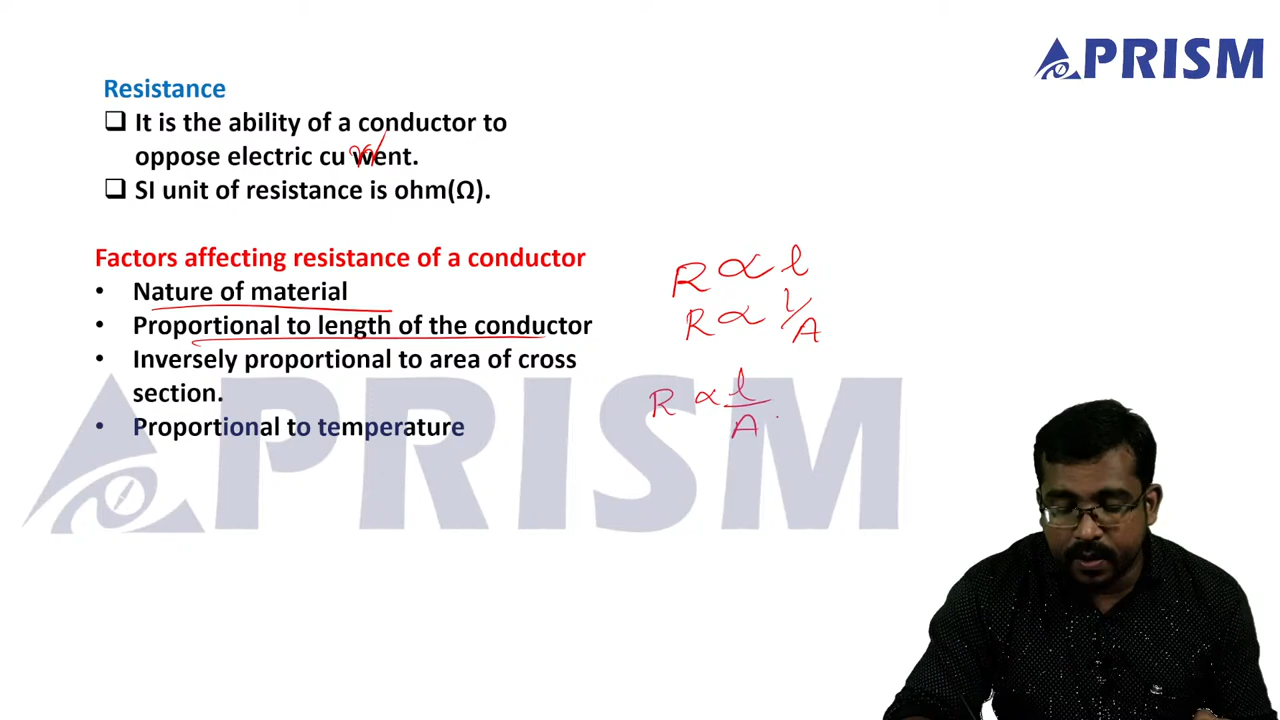 PRISM
Resistance
❑ It is the ability of a conductor to
oppose electric cu went.
❑ SI unit of resistance is ohm(Ω).
Factors affecting resistance of a conductor
• Nature of material
• Proportional to length of the conductor
• Inversely proportional to area of cross
section.
• Proportional to temperature
R ∝ l
R ∝ 1/A
R ∝ l/A
PRISM